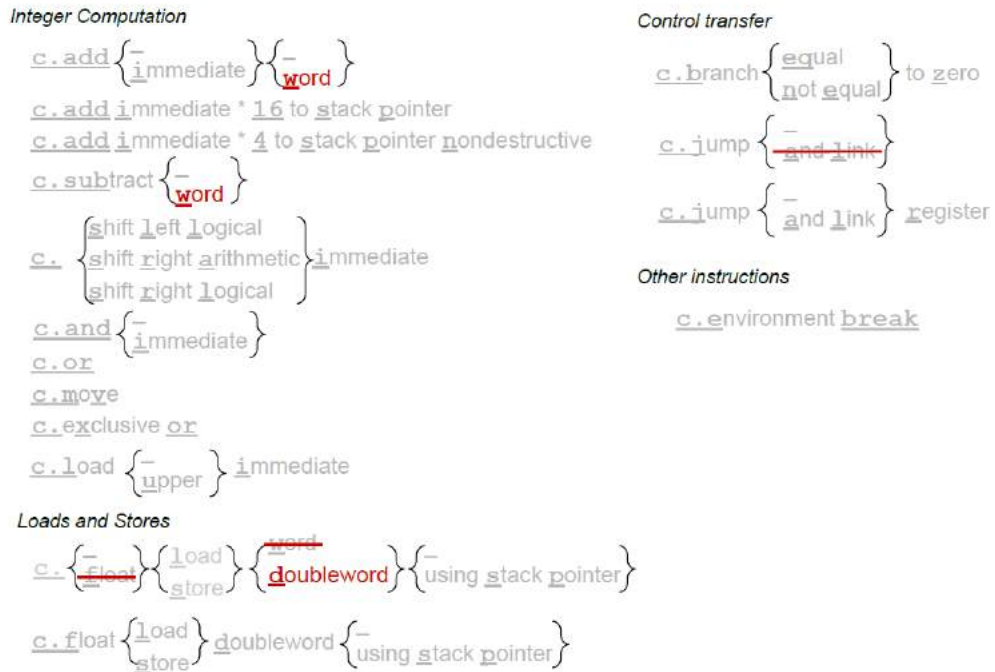 Integer Computation
c.add { – immediate } { – word }
c.add immediate * 16 to stack pointer
c.add immediate * 4 to stack pointer nondestructive
c.subtract { – word }
c. { shift left logical
shift right arithmetic
shift right logical } immediate
c.and { – immediate }
c.or
c.move
c.exclusive or
c.load { – upper } immediate
Loads and Stores
c. { – float } { load store } { word doubleword } { – using stack pointer }
c.float { load store } doubleword { – using stack pointer }
Control transfer
c.branch { equal not equal } to zero
c.jump { – and link }
c.jump { – and link } register
Other instructions
c.environment break